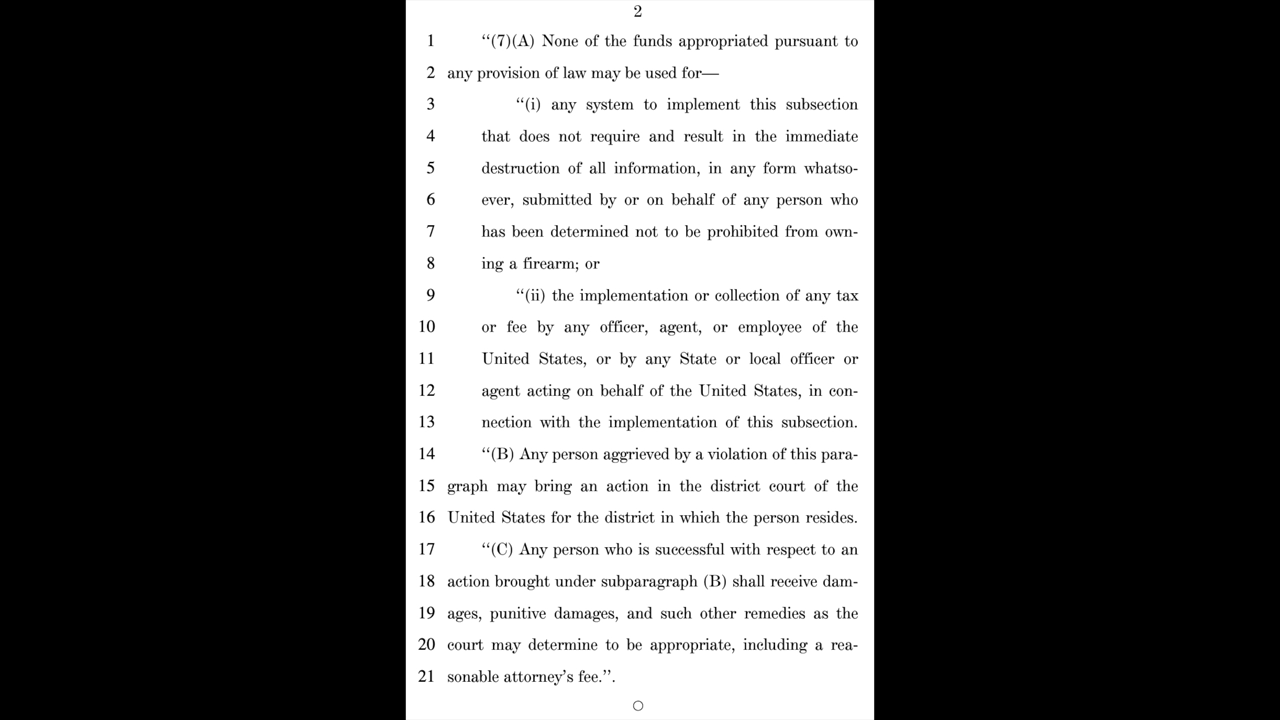 2
1 “(7)(A) None of the funds appropriated pursuant to
2 any provision of law may be used for—
3 “(i) any system to implement this subsection
4 that does not require and result in the immediate
5 destruction of all information, in any form whatso-
6 ever, submitted by or on behalf of any person who
7 has been determined not to be prohibited from own-
8 ing a firearm; or
9 “(ii) the implementation or collection of any tax
10 or fee by any officer, agent, or employee of the
11 United States, or by any State or local officer or
12 agent acting on behalf of the United States, in con-
13 nection with the implementation of this subsection.
14 “(B) Any person aggrieved by a violation of this para-
15 graph may bring an action in the district court of the
16 United States for the district in which the person resides.
17 “(C) Any person who is successful with respect to an
18 action brought under subparagraph (B) shall receive dam-
19 ages, punitive damages, and such other remedies as the
20 court may determine to be appropriate, including a rea-
21 sonable attorney’s fee.”.